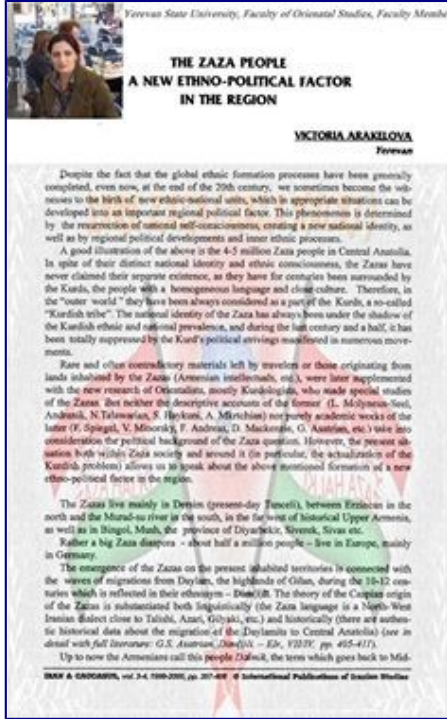 Yerevan State University, Faculty of Orienatal Studies, Faculty Membe
THE ZAZA PEOPLE
A NEW ETHNO-POLITICAL FACTOR
IN THE REGION
VICTORIA ARAKELOVA
Yerevan
Despite the fact that the global ethnic formation processes have been generally
completed, even now, at the end of the 20th century, we sometimes become the wit-
nesses to the birth of new ethnic-national units, which in appropriate situations can be
developed into an important regional political factor. This phenomenon is determined
by the resurrection of national self-consciousness, creating a new national identity, as
well as by regional political developments and inner ethnic processes.
A good illustration of the above is the 4-5 million Zaza people in Central Anatolia.
In spite of their distinct national identity and ethnic consciousness, the Zazas have
never claimed their separate existence, as they have for centuries been surrounded by
the Kurds, the people with a homogeneous language and close culture. Therefore, in
the "outer world" they have been always considered as a part of the Kurds, a so-called
"Kurdish tribe". The national identity of the Zaza has always been under the shadow of
the Kurdish ethnic and national prevalence, and during the last century and a half, it has
been totally suppressed by the Kurd's political strivings manifested in numerous move-
ments.
Rare and often contradictory materials left by travelers or those originating from
lands inhabited by the Zazas (Armenian intellectuals, etc.), were later supplemented
with the new research of Orientalists, mostly Kurdologists, who made special studies
of the Zazas. But neither the descriptive accounts of the former (L. Molyneux-Seel,
Andranik, N.Talawarian, S. Haykuni, A. Mkrtchian) nor purely academic works of the
latter (F. Spiegel, V. Minorsky, F. Andreas, D. Mackenzie, G. Asatrian, etc.) take into
consideration the political background of the Zaza question. However, the present sit-
uation both within Zaza society and around it (in particular, the actualization of the
Kurdish problem) allows us to speak about the above mentioned formation of a new
ethno-political factor in the region.
The Zazas live mainly in Dersim (present-day Tunceli), between Erzincan in the
north and the Murad-su river in the south, in the far west of historical Upper Armenia,
as well as in Bingol, Mush, the province of Diyarbekir, Siverek, Sivas etc.
Rather a big Zaza diaspora - about half a million people - live in Europe, mainly
in Germany.
The emergence of the Zazas on the present inhabited territories is connected with
the waves of migrations from Daylam, the highlands of Gilan, during the 10-12 cen-
turies which is reflected in their ethnonym - The theory of the Caspian origin
of the Zazas is substantiated both linguistically (the Zaza language is a North-West
Iranian dialect close to Talishi, Azari, Gilyaki, etc.) and historically (there are authen-
tic historical data about the migration of the Daylamits to Central Anatolia) (see in
detail with full literature: G.S. Asatrian, Dimlî - EIr, VII/IV, pp. 405-411).
Up to now the Armenians call this people Dəlmik, the term which goes back to Mid-
IRAN & CAUCASUS, vol. 3-4, 1999-2000, pp. © International Publications of Iranian Studies